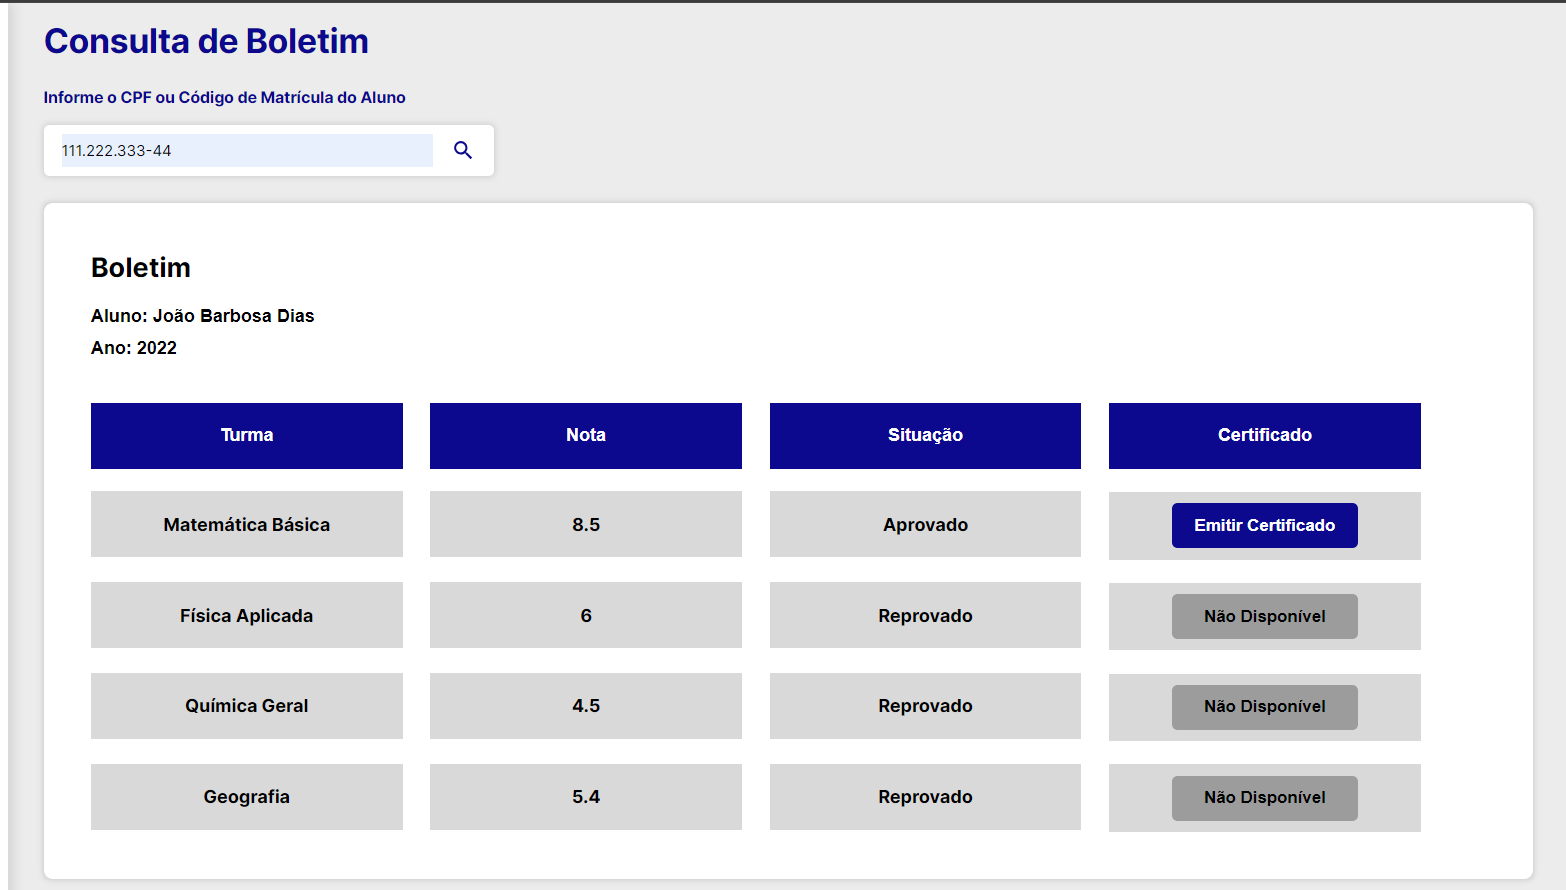 Consulta de Boletim
Informe o CPF ou Código de Matrícula do Aluno
111.222.333-44
Boletim
Aluno: João Barbosa Dias
Ano: 2022
Turma Nota Situação Certificado
Matemática Básica 8.5 Aprovado Emitir Certificado
Física Aplicada 6 Reprovado Não Disponível
Química Geral 4.5 Reprovado Não Disponível
Geografia 5.4 Reprovado Não Disponível